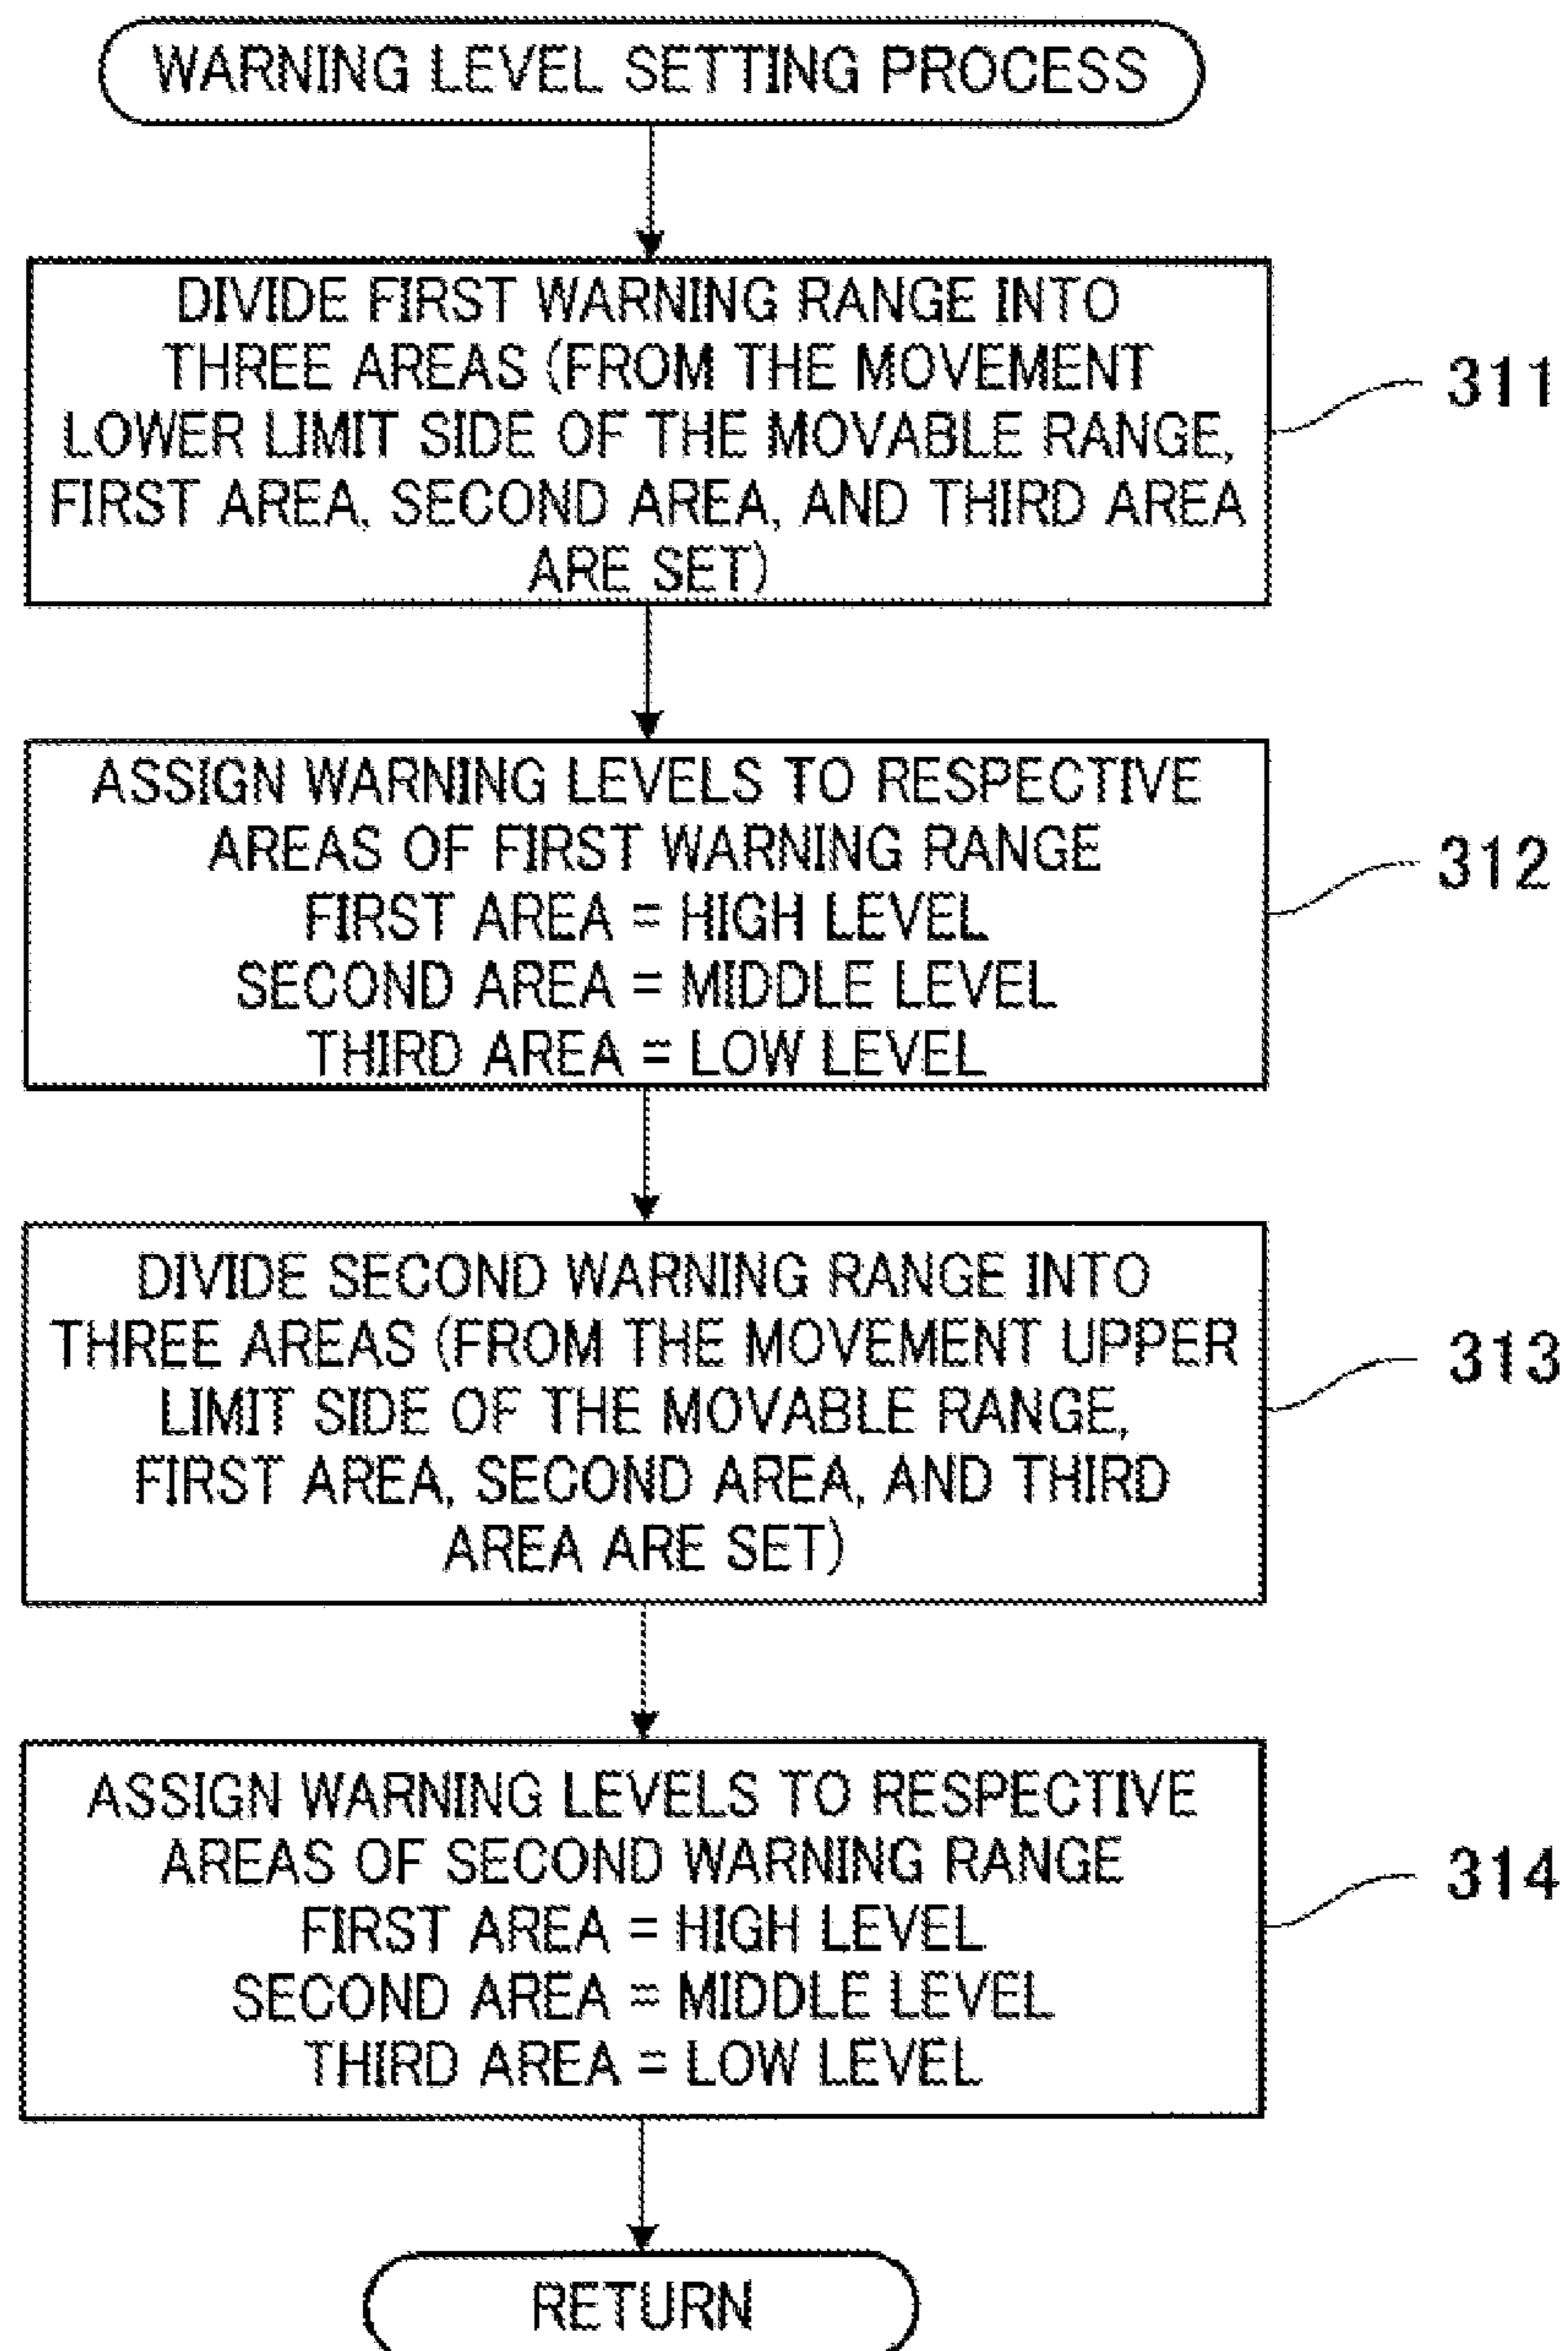 WARNING LEVEL SETTING PROCESS
DIVIDE FIRST WARNING RANGE INTO
THREE AREAS (FROM THE MOVEMENT
LOWER LIMIT SIDE OF THE MOVABLE RANGE,
FIRST AREA, SECOND AREA, AND THIRD AREA
ARE SET)
311
ASSIGN WARNING LEVELS TO RESPECTIVE
AREAS OF FIRST WARNING RANGE
FIRST AREA = HIGH LEVEL
SECOND AREA = MIDDLE LEVEL
THIRD AREA = LOW LEVEL
312
DIVIDE SECOND WARNING RANGE INTO
THREE AREAS (FROM THE MOVEMENT UPPER
LIMIT SIDE OF THE MOVABLE RANGE,
FIRST AREA, SECOND AREA, AND THIRD
AREA ARE SET)
313
ASSIGN WARNING LEVELS TO RESPECTIVE
AREAS OF SECOND WARNING RANGE
FIRST AREA = HIGH LEVEL
SECOND AREA = MIDDLE LEVEL
THIRD AREA = LOW LEVEL
314
RETURN